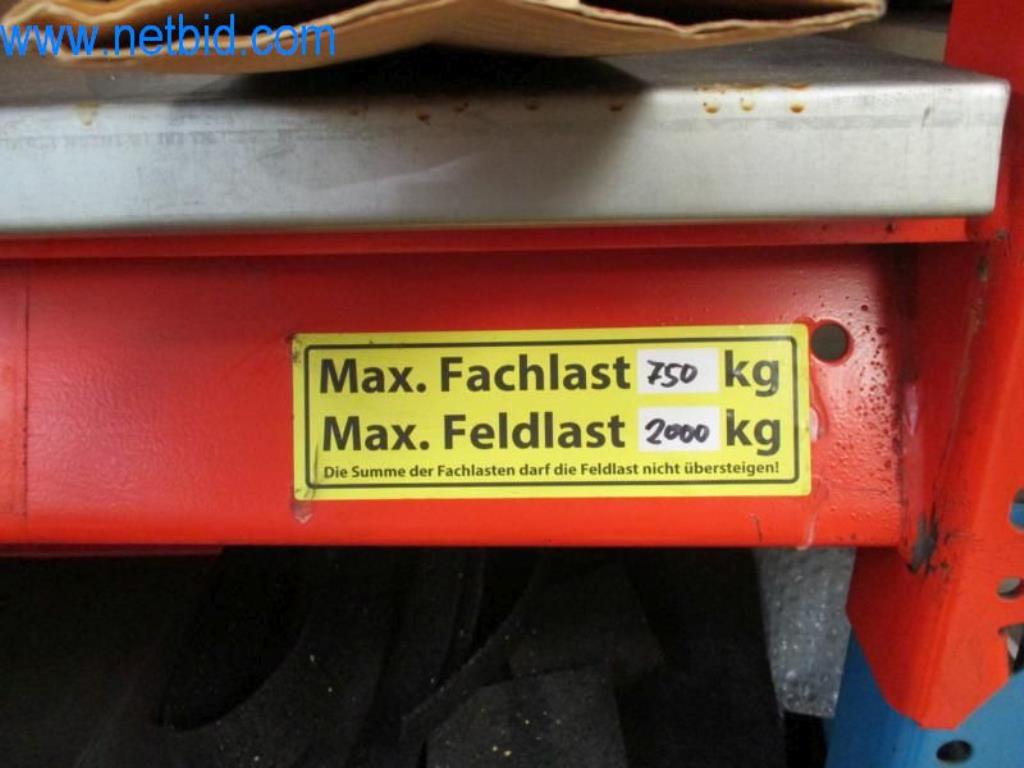 www.netbid.com
Max. Fachlast 750 kg
Max. Feldlast 2000 kg
Die Summe der Fachlasten darf die Feldlast nicht übersteigen!